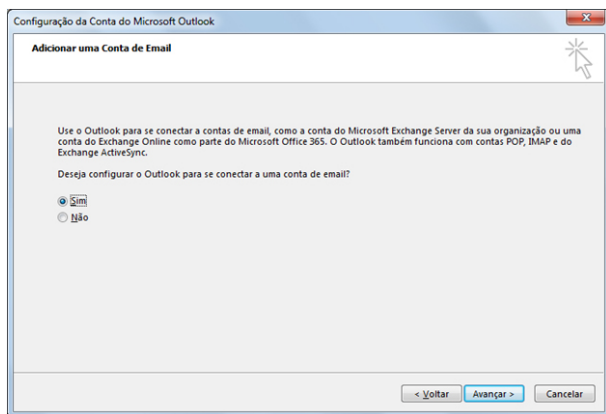 Configuração da Conta do Microsoft Outlook
Adicionar uma Conta de Email
Use o Outlook para se conectar a contas de email, como a conta do Microsoft Exchange Server da sua organização ou uma
conta do Exchange Online como parte do Microsoft Office 365. O Outlook também funciona com contas POP, IMAP e do
Exchange ActiveSync.
Deseja configurar o Outlook para se conectar a uma conta de email?
Sim
Não
< Voltar Avançar > Cancelar